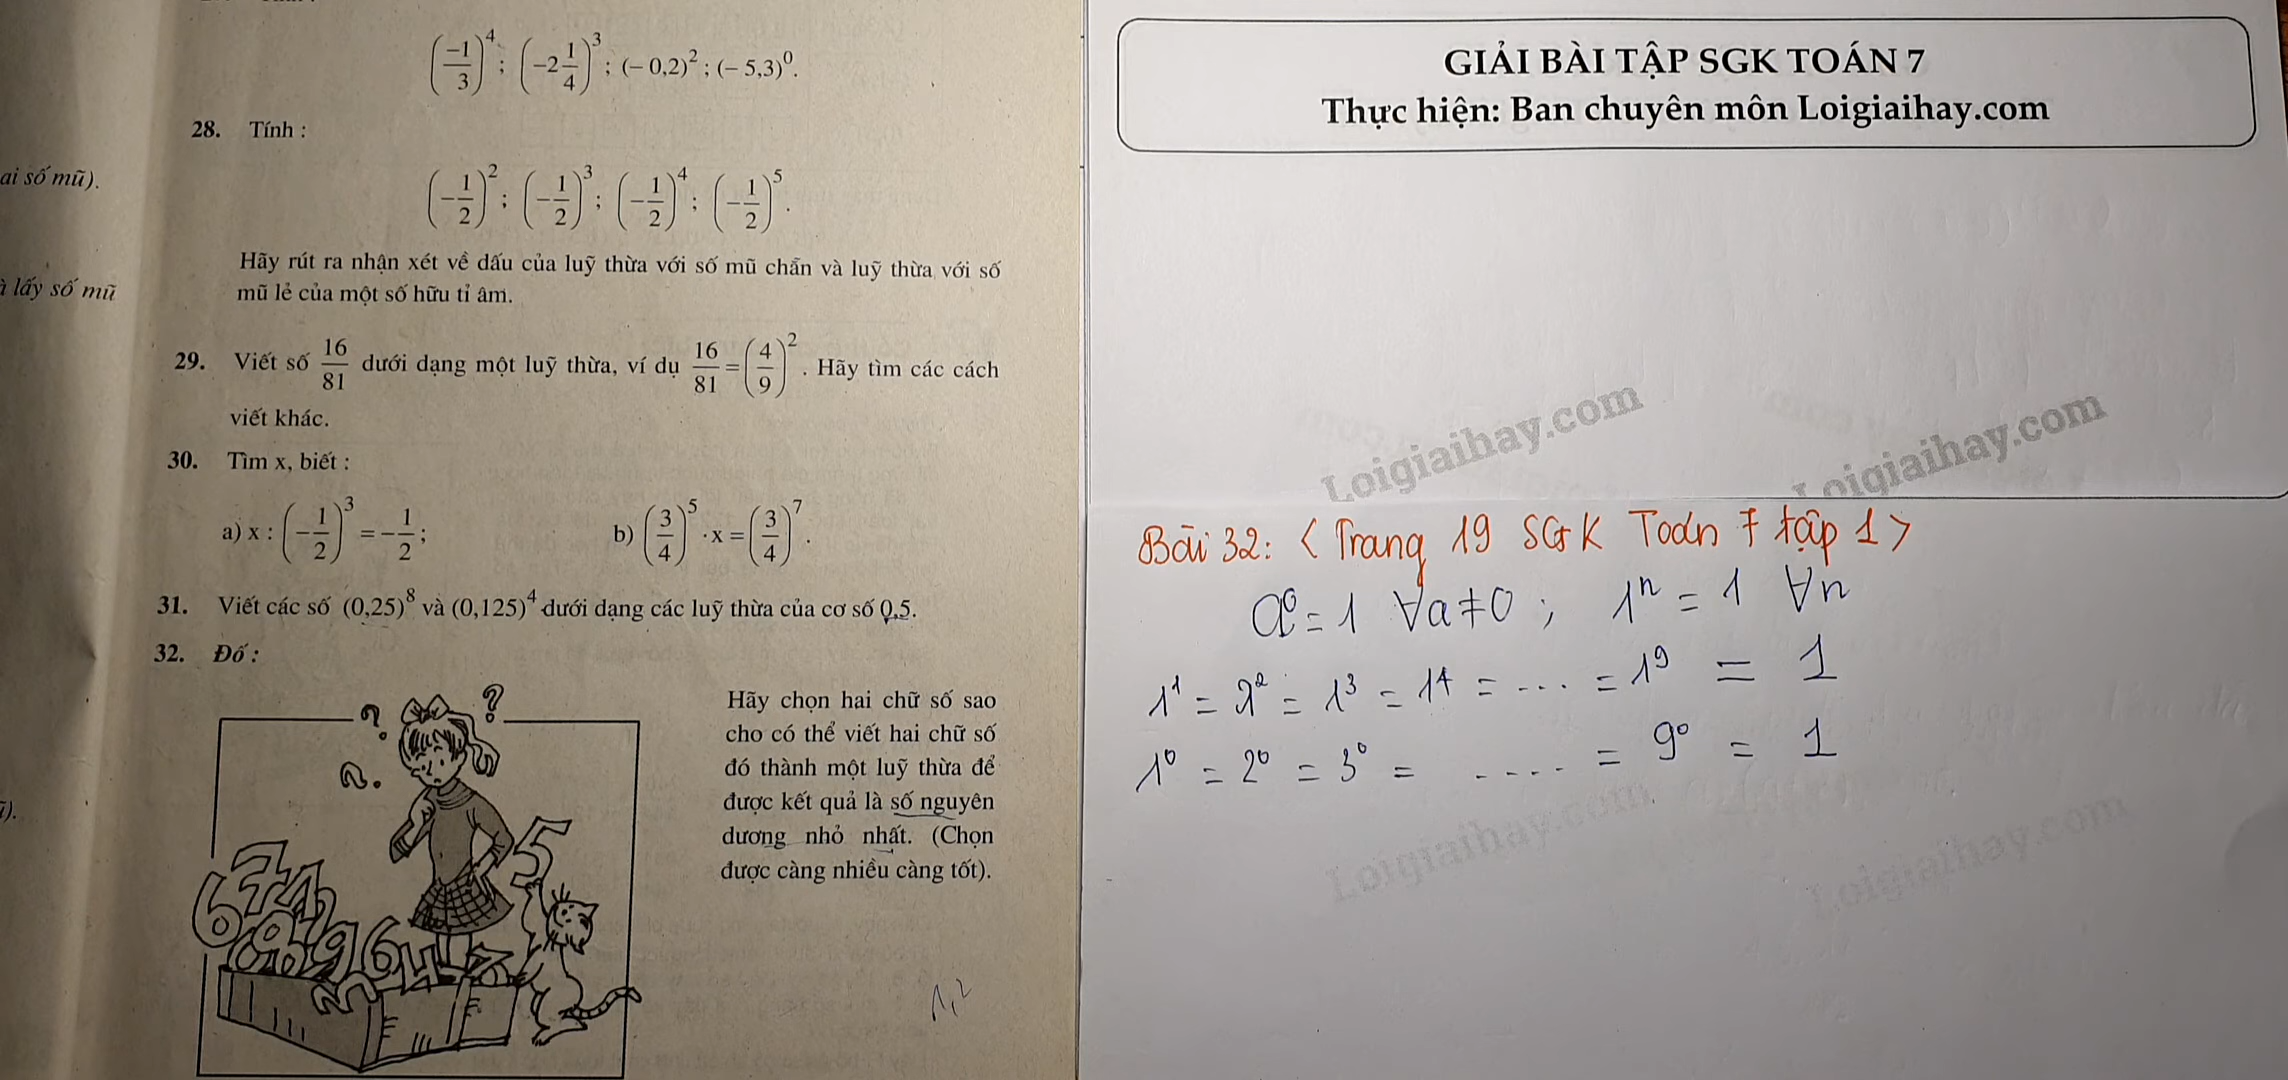 ai số mũ).
à lấy số mũ
(-1/3)^4; (-2 1/4)^3; (-0,2)^2; (-5,3)^0.
28. Tính :
(-1/2)^2; (-1/2)^3; (-1/2)^4; (-1/2)^5.
Hãy rút ra nhận xét về dấu của luỹ thừa với số mũ chẵn và luỹ thừa với số
mũ lẻ của một số hữu tỉ âm.
29. Viết số 16/81 dưới dạng một luỹ thừa, ví dụ 16/81 = (4/9)^2. Hãy tìm các cách
viết khác.
30. Tìm x, biết :
a) x : (-1/2)^3 = -1/2; b) (3/4)^5 · x = (3/4)^7.
31. Viết các số (0,25)^8 và (0,125)^4 dưới dạng các luỹ thừa của cơ số 0,5.
32. Đố :
Hãy chọn hai chữ số sao
cho có thể viết hai chữ số
đó thành một luỹ thừa để
được kết quả là số nguyên
dương nhỏ nhất. (Chọn
được càng nhiều càng tốt).
? ? ?
5
1,2
GIẢI BÀI TẬP SGK TOÁN 7
Thực hiện: Ban chuyên môn Loigiaihay.com
Loigiaihay.com
Loigiaihay.com
Bài 32: < Trang 19 SGK Toán 7 tập 1 >
a^0 = 1 ∀a ≠ 0 ; 1^n = 1 ∀n
1^1 = 1^2 = 1^3 = 1^4 = ... = 1^9 = 1
1^0 = 2^0 = 3^0 = .... = 9^0 = 1
Loigiaihay.com
Loigiaihay.com